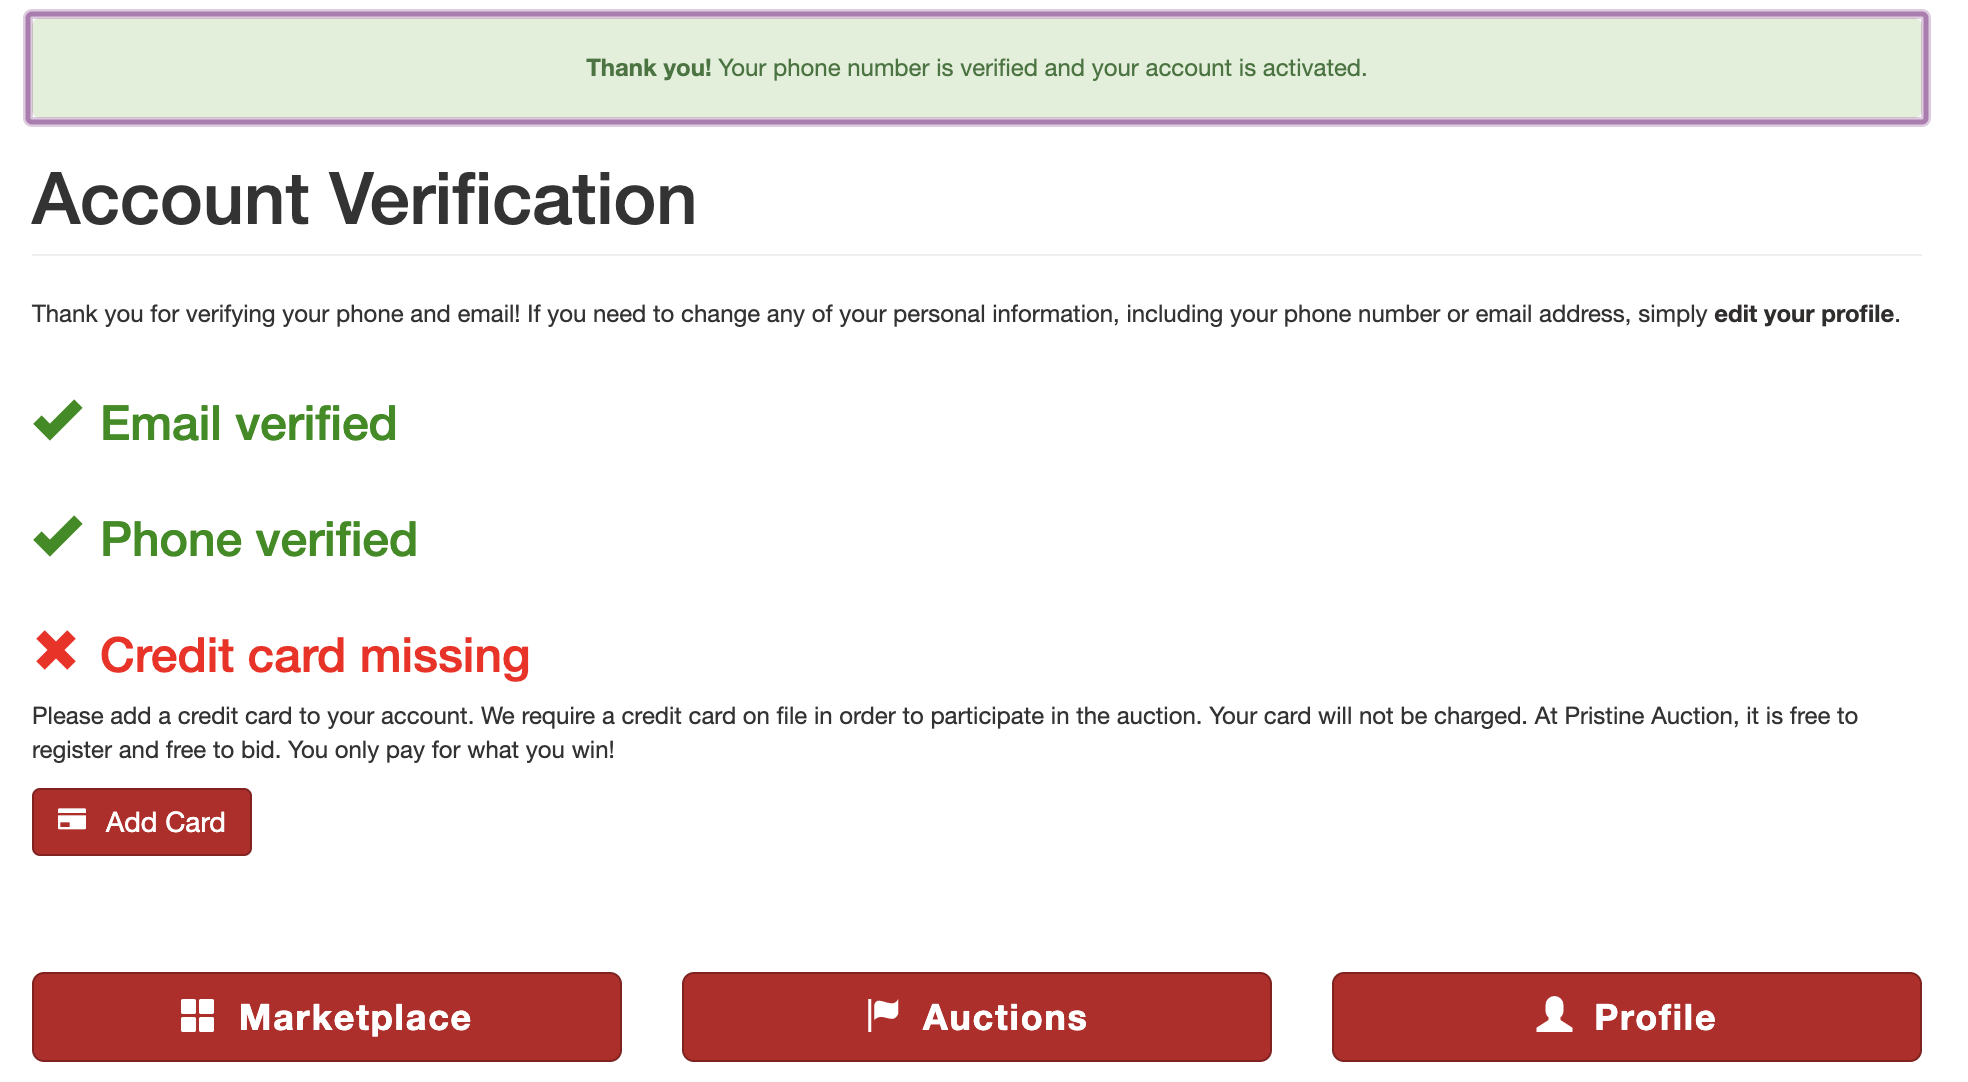 Thank you! Your phone number is verified and your account is activated.
Account Verification
Thank you for verifying your phone and email! If you need to change any of your personal information, including your phone number or email address, simply edit your profile.
Email verified
Phone verified
Credit card missing
Please add a credit card to your account. We require a credit card on file in order to participate in the auction. Your card will not be charged. At Pristine Auction, it is free to
register and free to bid. You only pay for what you win!
Add Card
Marketplace
Auctions
Profile